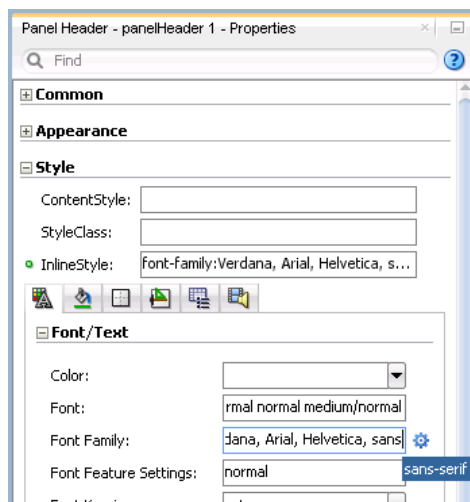 Panel Header - panelHeader 1 - Properties
Find
Common
Appearance
Style
ContentStyle:
StyleClass:
InlineStyle: font-family:Verdana, Arial, Helvetica, s...
Font/Text
Color:
Font: rmal normal medium/normal
Font Family: dana, Arial, Helvetica, sans
Font Feature Settings: normal sans-serif